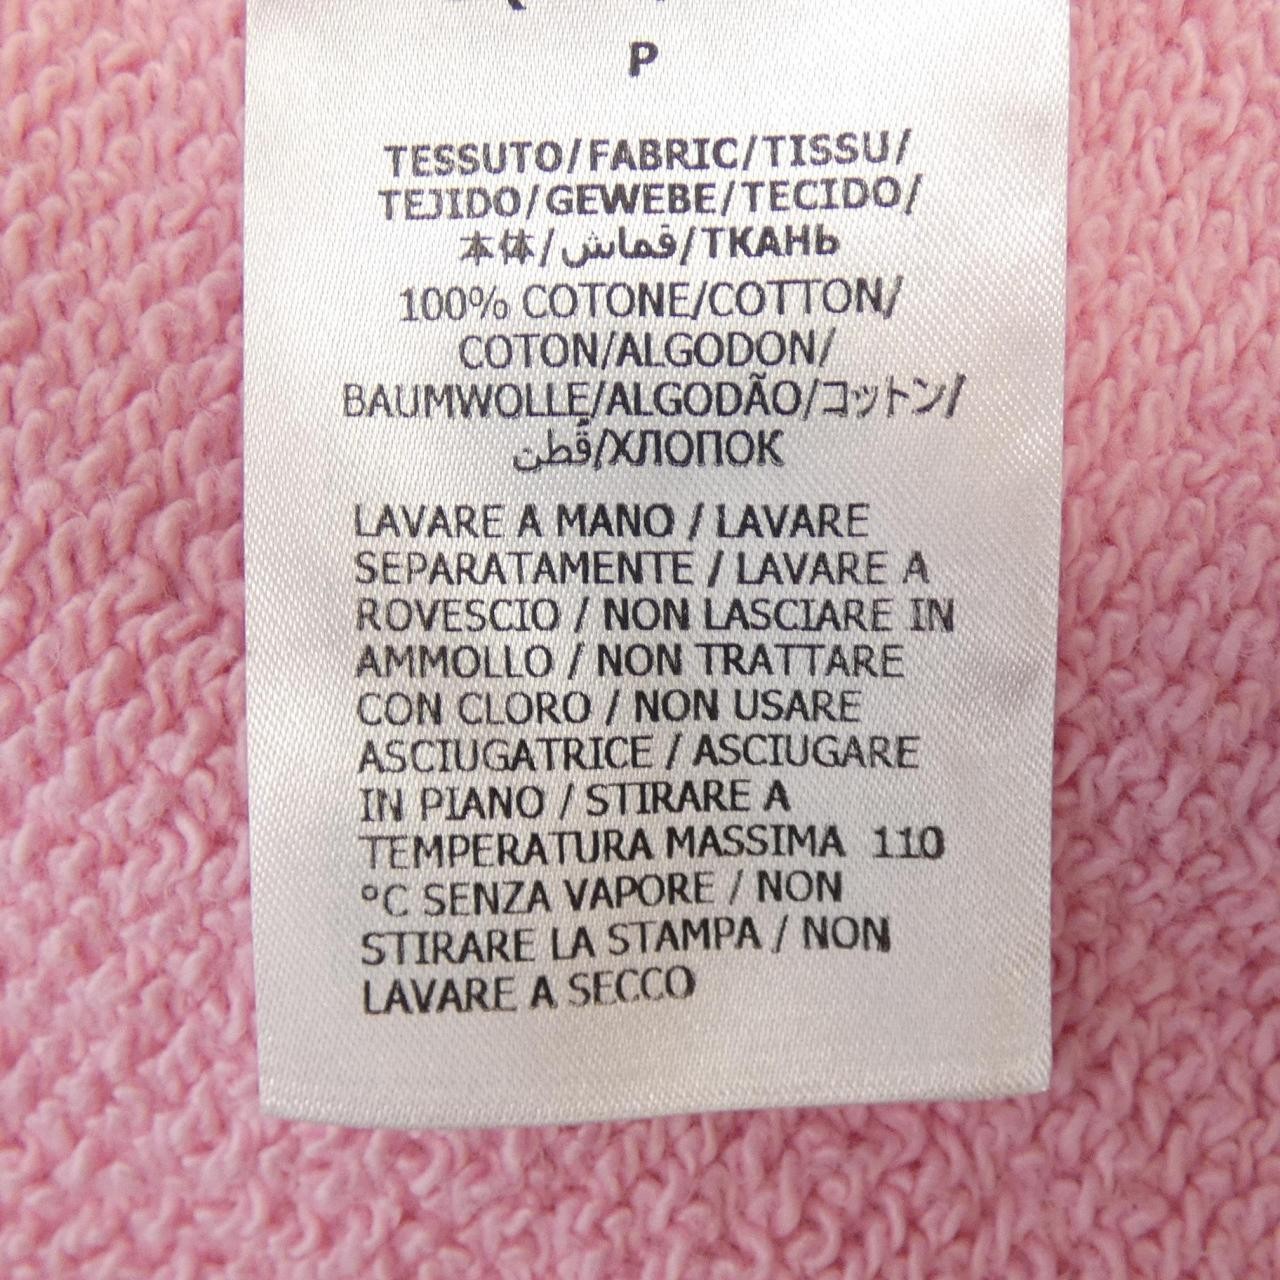 P
TESSUTO/FABRIC/TISSU/
TEJIDO/GEWEBE/TECIDO/
本体/قماش/ТКАНЬ
100% COTONE/COTTON/
COTON/ALGODON/
BAUMWOLLE/ALGODÃO/コットン/
قُطن/ХЛОПОК
LAVARE A MANO / LAVARE
SEPARATAMENTE / LAVARE A
ROVESCIO / NON LASCIARE IN
AMMOLLO / NON TRATTARE
CON CLORO / NON USARE
ASCIUGATRICE / ASCIUGARE
IN PIANO / STIRARE A
TEMPERATURA MASSIMA 110
°C SENZA VAPORE / NON
STIRARE LA STAMPA / NON
LAVARE A SECCO